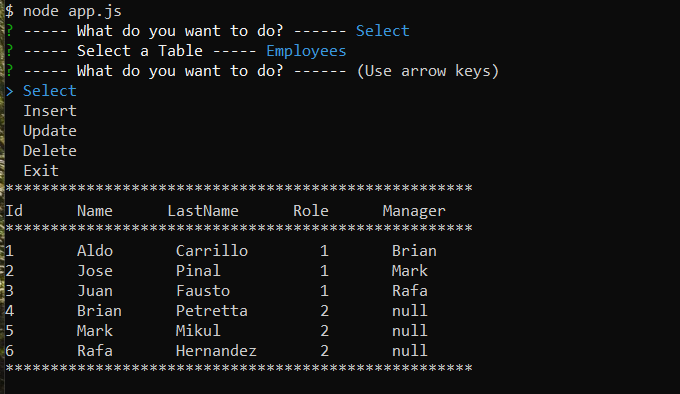 $ node app.js
? ----- What do you want to do? ------ Select
? ----- Select a Table ----- Employees
? ----- What do you want to do? ------ (Use arrow keys)
> Select
  Insert
  Update
  Delete
  Exit
****************************************************
Id      Name      LastName      Role      Manager
****************************************************
1       Aldo       Carrillo        1       Brian
2       Jose       Pinal           1       Mark
3       Juan       Fausto          1       Rafa
4       Brian      Petretta        2       null
5       Mark       Mikul           2       null
6       Rafa       Hernandez       2       null
****************************************************